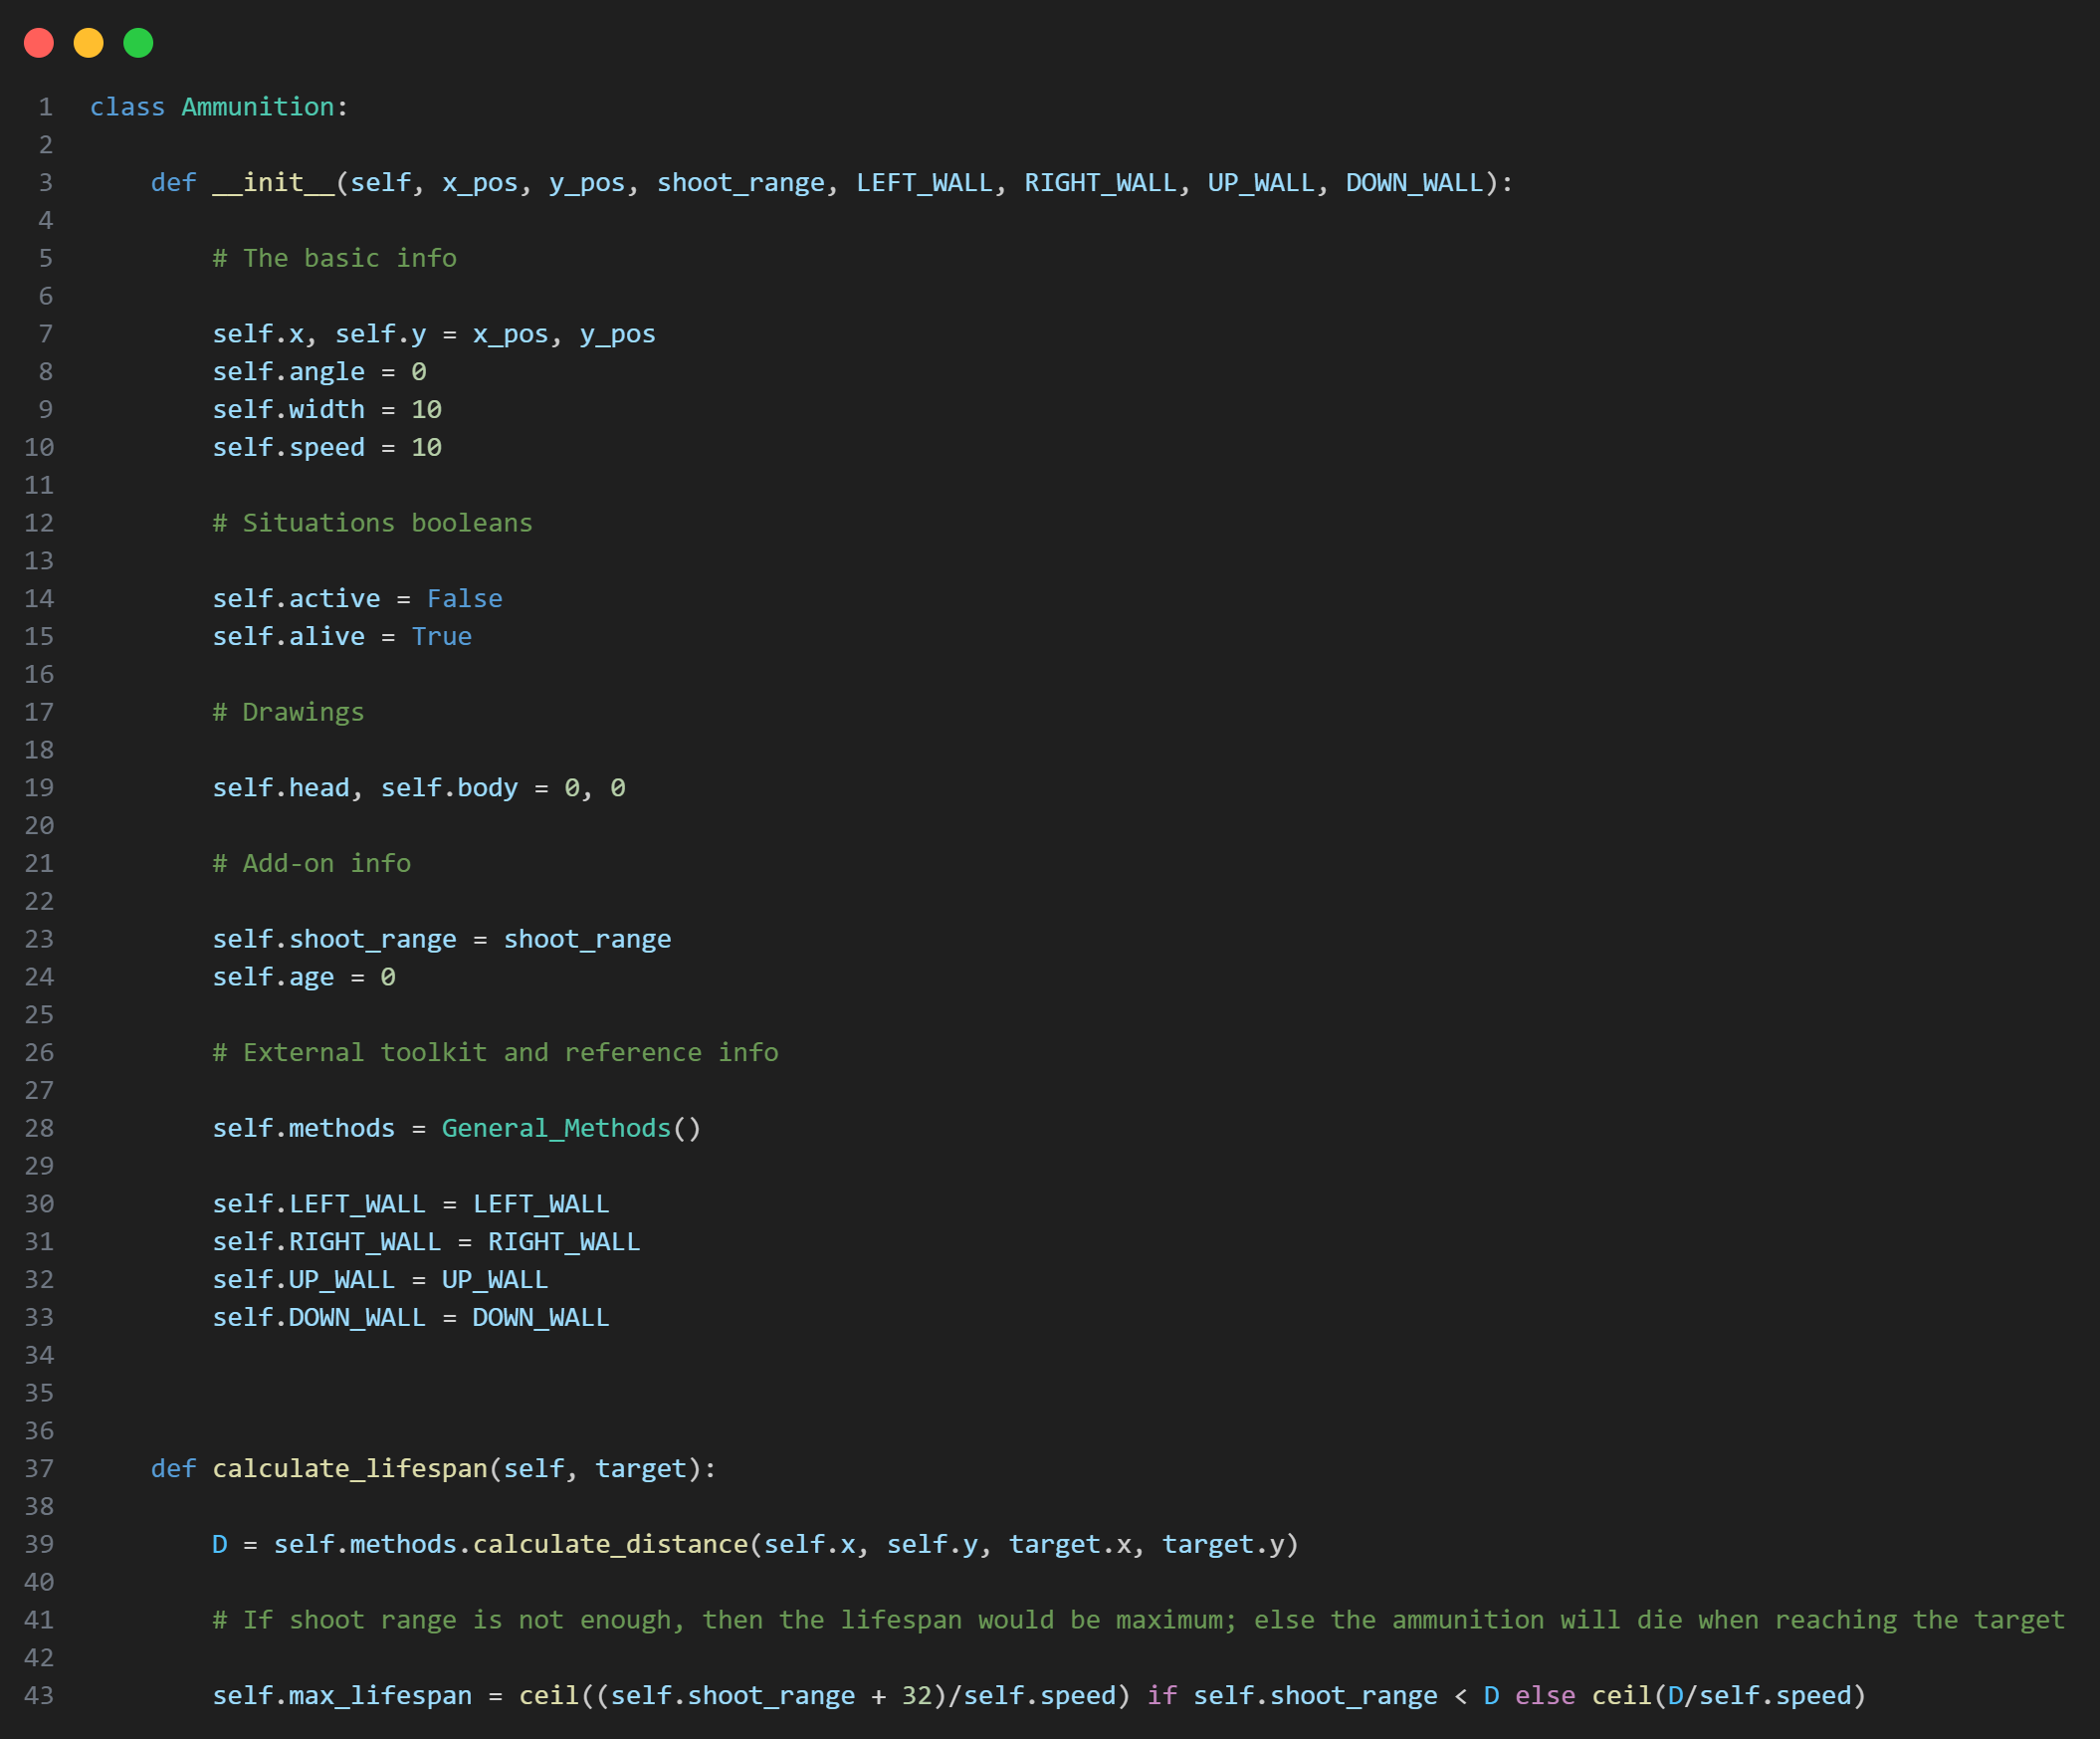 1 class Ammunition:
2
3     def __init__(self, x_pos, y_pos, shoot_range, LEFT_WALL, RIGHT_WALL, UP_WALL, DOWN_WALL):
4
5         # The basic info
6
7         self.x, self.y = x_pos, y_pos
8         self.angle = 0
9         self.width = 10
10         self.speed = 10
11
12         # Situations booleans
13
14         self.active = False
15         self.alive = True
16
17         # Drawings
18
19         self.head, self.body = 0, 0
20
21         # Add-on info
22
23         self.shoot_range = shoot_range
24         self.age = 0
25
26         # External toolkit and reference info
27
28         self.methods = General_Methods()
29
30         self.LEFT_WALL = LEFT_WALL
31         self.RIGHT_WALL = RIGHT_WALL
32         self.UP_WALL = UP_WALL
33         self.DOWN_WALL = DOWN_WALL
34
35
36
37     def calculate_lifespan(self, target):
38
39         D = self.methods.calculate_distance(self.x, self.y, target.x, target.y)
40
41         # If shoot range is not enough, then the lifespan would be maximum; else the ammunition will die when reaching the target
42
43         self.max_lifespan = ceil((self.shoot_range + 32)/self.speed) if self.shoot_range < D else ceil(D/self.speed)